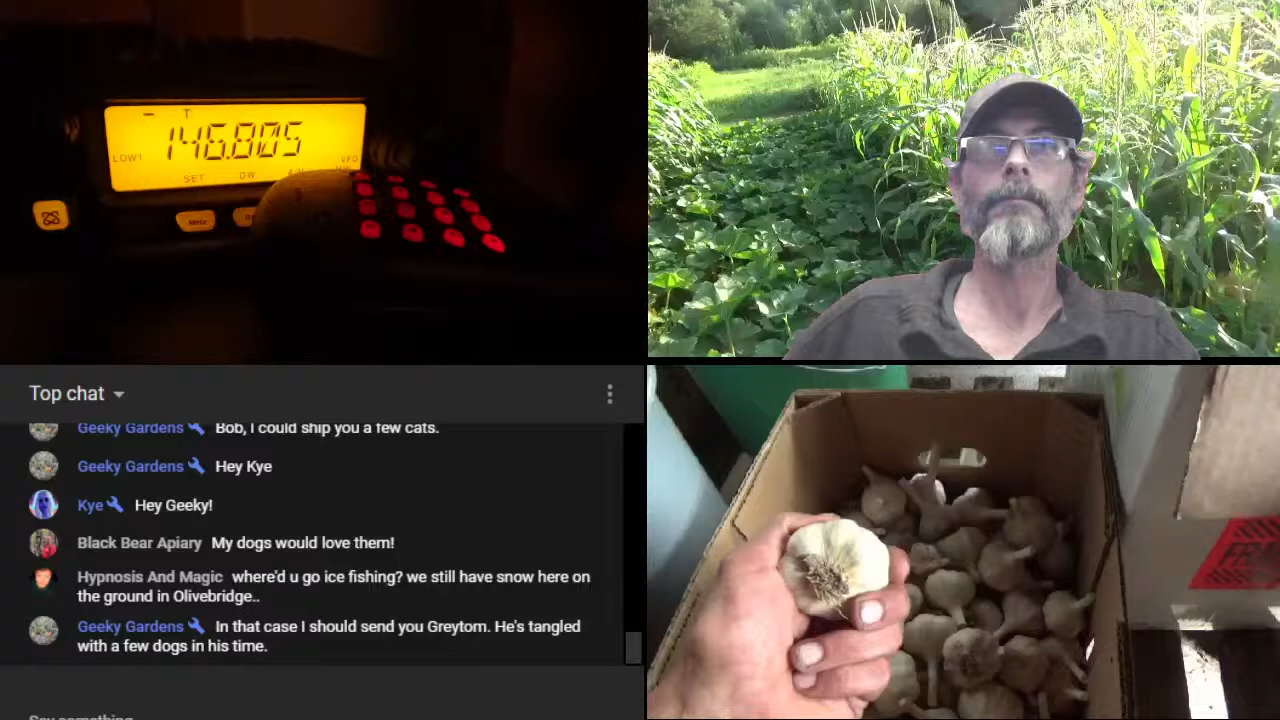 146.805
LOW1
VFO
SET DW
MHz
Top chat
Geeky Gardens Bob, I could ship you a few cats.
Geeky Gardens Hey Kye
Kye Hey Geeky!
Black Bear Apiary My dogs would love them!
Hypnosis And Magic where'd u go ice fishing? we still have snow here on
the ground in Olivebridge..
Geeky Gardens In that case I should send you Greytom. He's tangled
with a few dogs in his time.
Say something